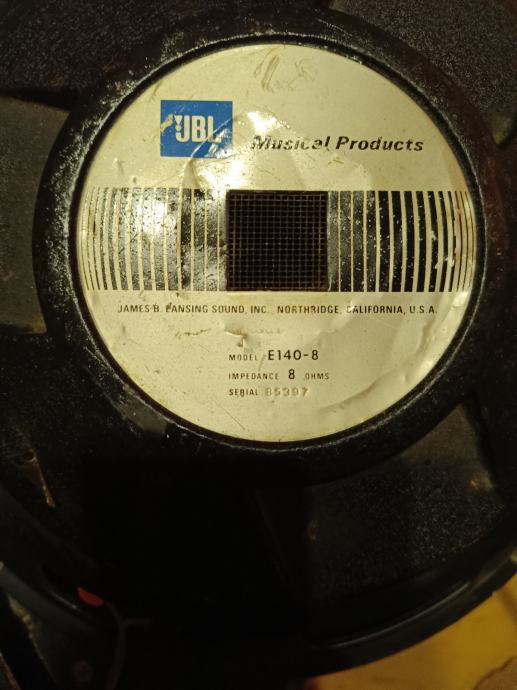 JBL
Musical Products
JAMES B. LANSING SOUND, INC., NORTHRIDGE, CALIFORNIA, U.S.A.
MODEL E140-8
IMPEDANCE 8 OHMS
SERIAL 85397